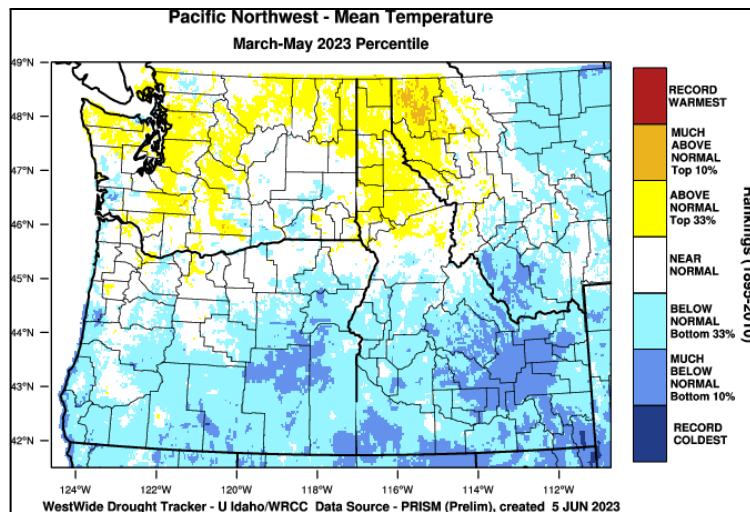 Pacific Northwest - Mean Temperature
March-May 2023 Percentile
49°N
48°N
47°N
46°N
45°N
44°N
43°N
42°N
124°W 122°W 120°W 118°W 116°W 114°W 112°W
RECORD
WARMEST
MUCH
ABOVE
NORMAL
Top 10%
ABOVE
NORMAL
Top 33%
NEAR
NORMAL
BELOW
NORMAL
Bottom 33%
MUCH
BELOW
NORMAL
Bottom 10%
RECORD
COLDEST
WestWide Drought Tracker - U Idaho/WRCC Data Source - PRISM (Prelim), created 5 JUN 2023